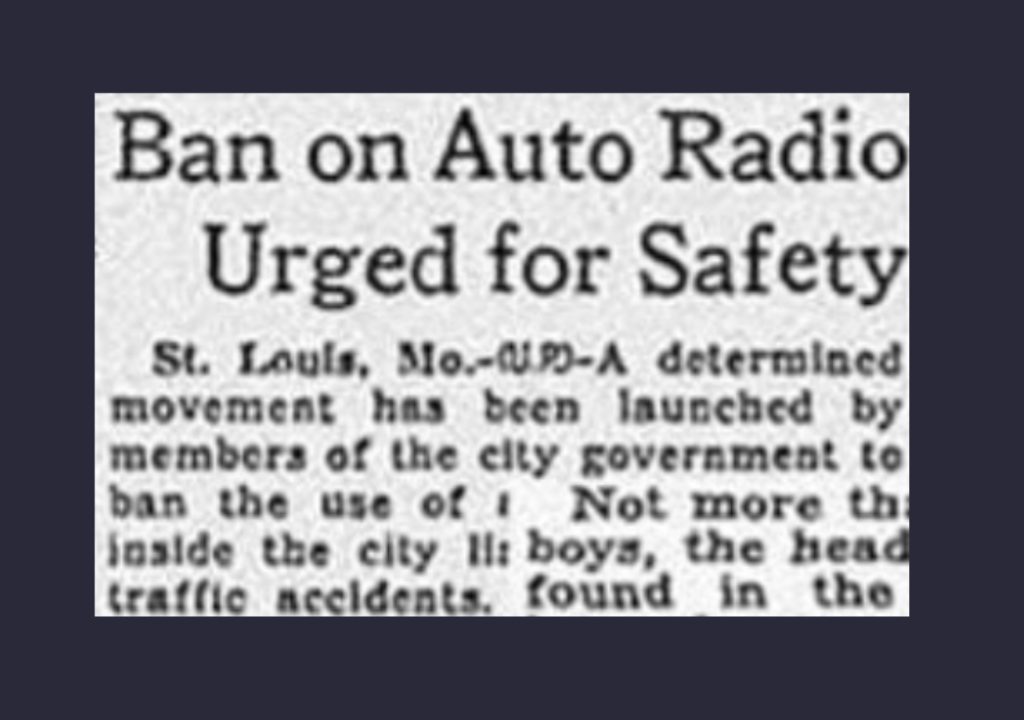 Ban on Auto Radio
Urged for Safety
St. Louis, Mo.-(U.P.)-A determined
movement has been launched by
members of the city government to
ban the use of
inside the city
traffic accidents.
Not more
boys, the head
found in the